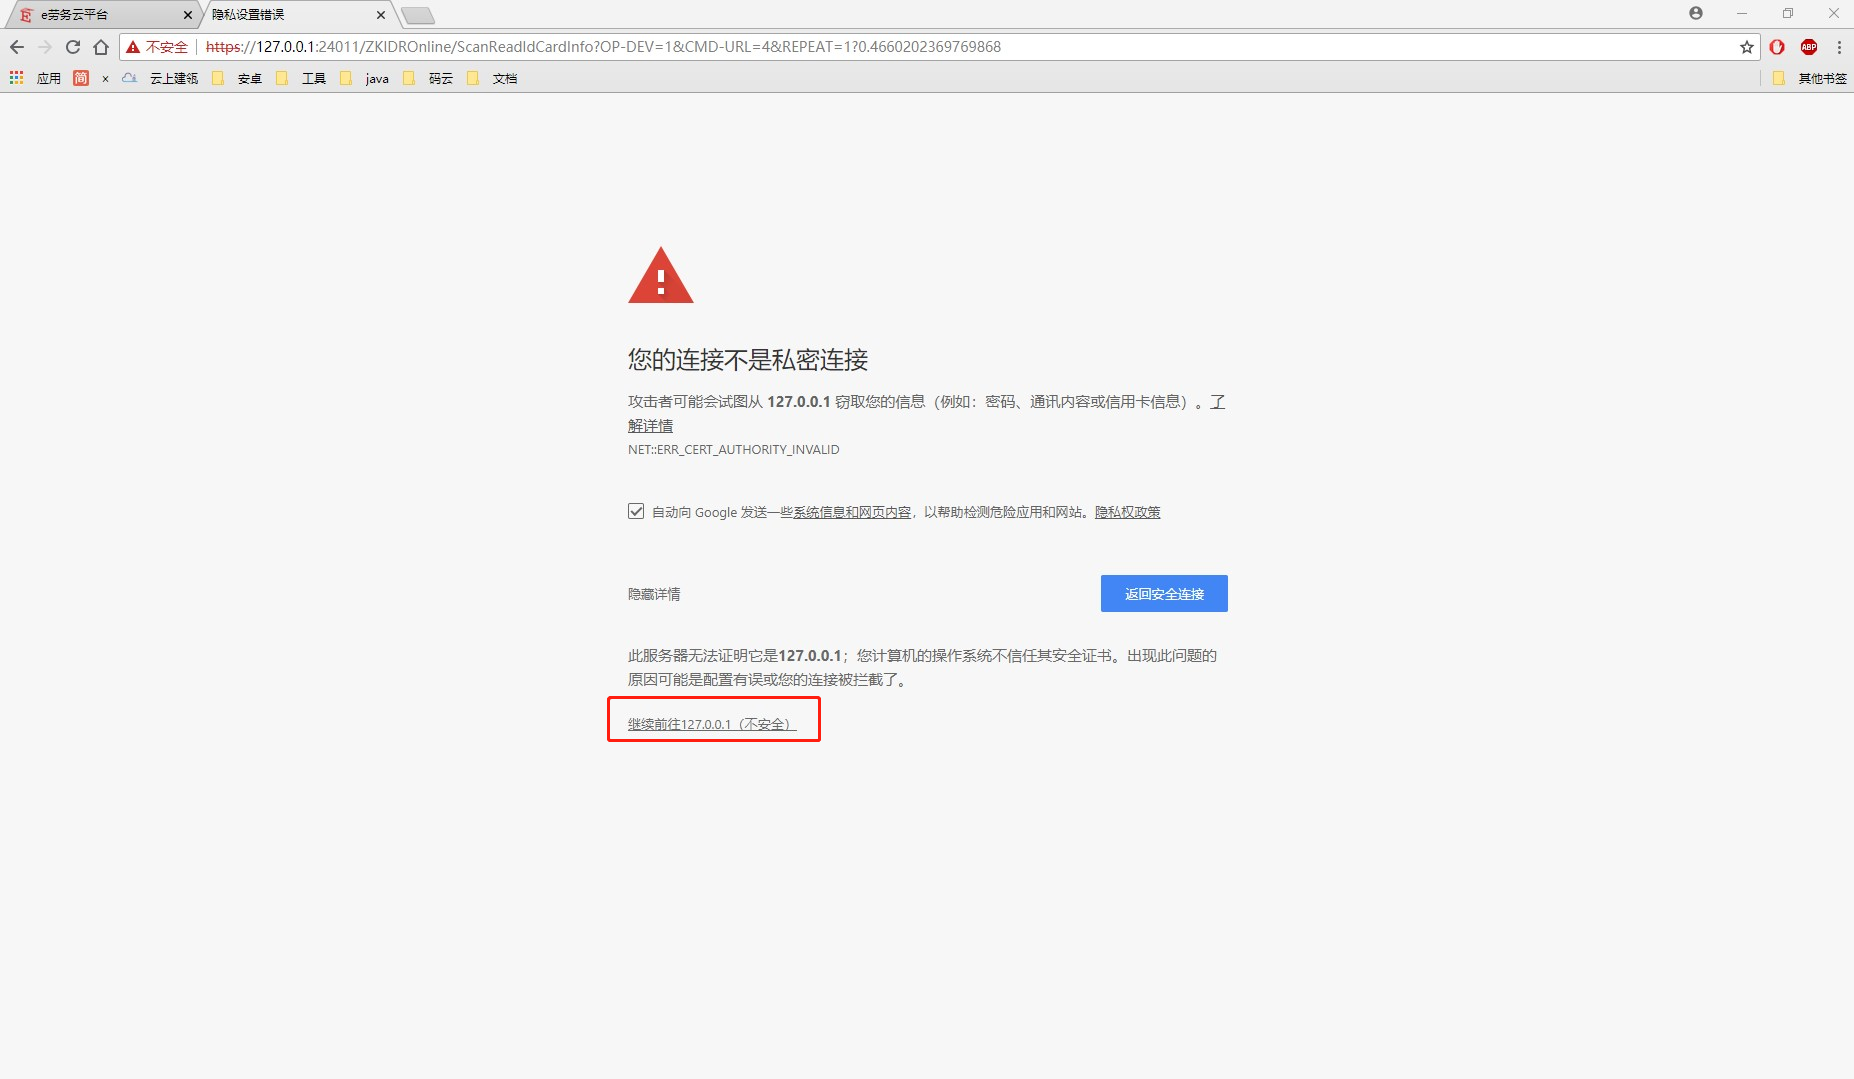 e劳务云平台
隐私设置错误
不安全 https://127.0.0.1:24011/ZKIDROnline/ScanReadIdCardInfo?OP-DEV=1&CMD-URL=4&REPEAT=1?0.4660202369769868
ABP
应用 简 × 云上建瓴 安卓 工具 java 码云 文档 其他书签
您的连接不是私密连接
攻击者可能会试图从 127.0.0.1 窃取您的信息（例如：密码、通讯内容或信用卡信息）。了
解详情
NET::ERR_CERT_AUTHORITY_INVALID
自动向 Google 发送一些系统信息和网页内容，以帮助检测危险应用和网站。隐私权政策
隐藏详情
返回安全连接
此服务器无法证明它是127.0.0.1；您计算机的操作系统不信任其安全证书。出现此问题的
原因可能是配置有误或您的连接被拦截了。
继续前往127.0.0.1（不安全）